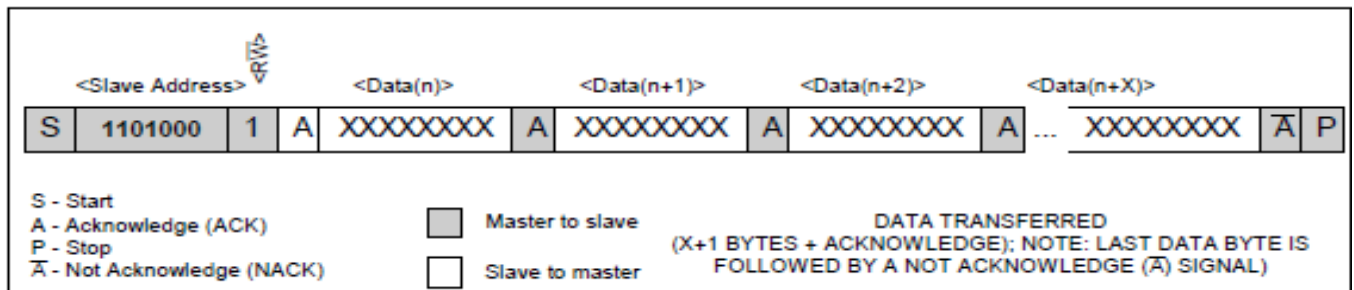 <RW>
<Slave Address> <Data(n)> <Data(n+1)> <Data(n+2)> <Data(n+X)>
S 1101000 1 A XXXXXXXX A XXXXXXXX A XXXXXXXX A ... XXXXXXXX A̅ P
S - Start
A - Acknowledge (ACK)
P - Stop
A̅ - Not Acknowledge (NACK)
Master to slave
Slave to master
DATA TRANSFERRED
(X+1 BYTES + ACKNOWLEDGE); NOTE: LAST DATA BYTE IS
FOLLOWED BY A NOT ACKNOWLEDGE (A̅) SIGNAL)